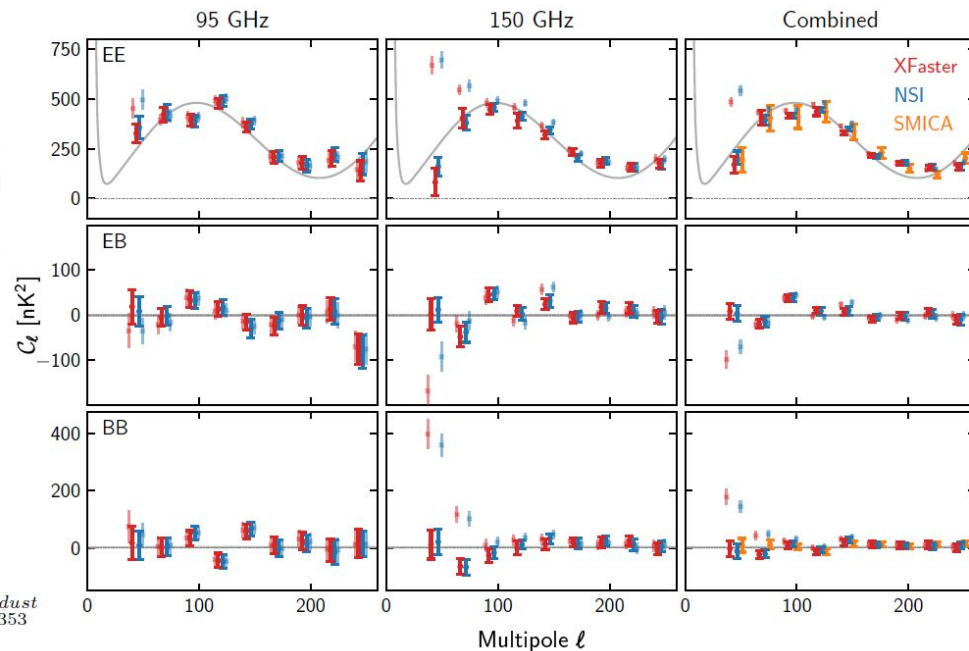 95 GHz 150 GHz Combined
EE
XFaster
NSI
SMICA
750
500
250
0
EB
100
0
−100
BB
400
200
0
𝒞ℓ [nK²]
0 100 200 0 100 200 0 100 200
dust
353
Multipole ℓ